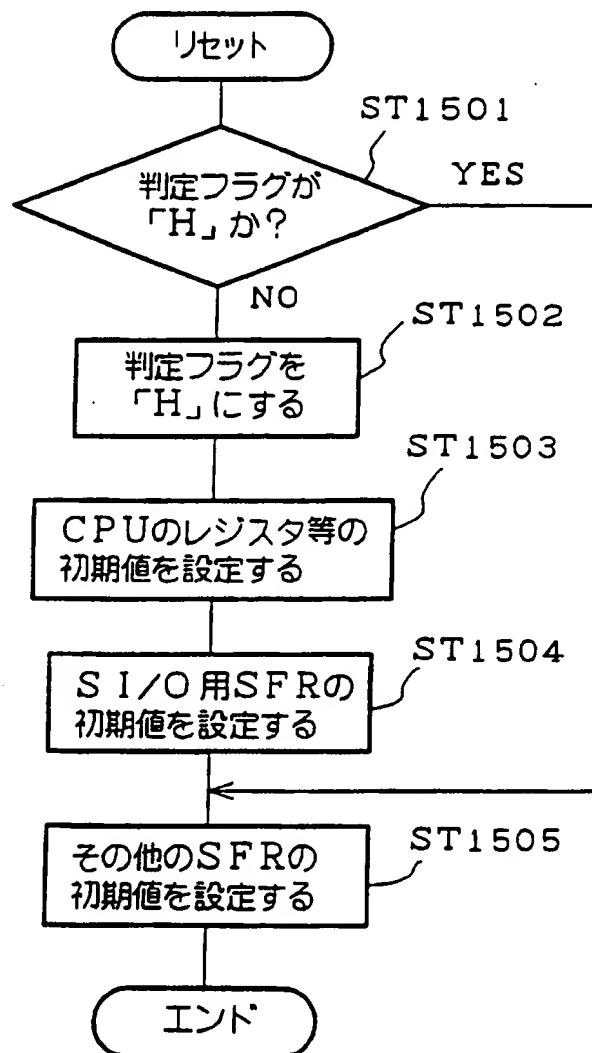 リセット
ST1501
判定フラグが
「H」か?
YES
NO
ST1502
判定フラグを
「H」にする
ST1503
CPUのレジスタ等の
初期値を設定する
ST1504
SI/O用SFRの
初期値を設定する
ST1505
その他のSFRの
初期値を設定する
エンド